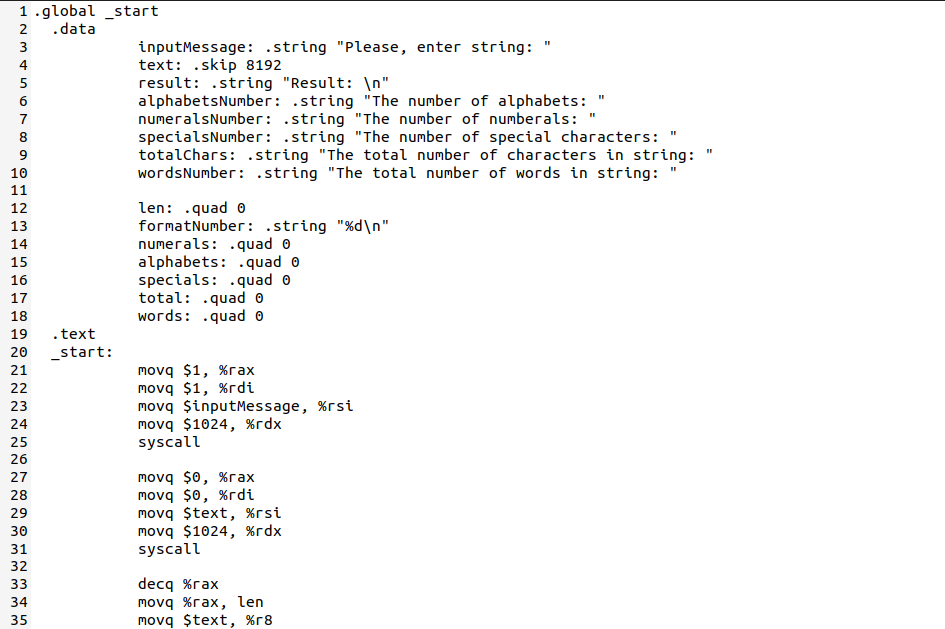 1 .global _start
2 .data
3 inputMessage: .string "Please, enter string: "
4 text: .skip 8192
5 result: .string "Result: \n"
6 alphabetsNumber: .string "The number of alphabets: "
7 numeralsNumber: .string "The number of numberals: "
8 specialsNumber: .string "The number of special characters: "
9 totalChars: .string "The total number of characters in string: "
10 wordsNumber: .string "The total number of words in string: "
11
12 len: .quad 0
13 formatNumber: .string "%d\n"
14 numerals: .quad 0
15 alphabets: .quad 0
16 specials: .quad 0
17 total: .quad 0
18 words: .quad 0
19 .text
20 _start:
21 movq $1, %rax
22 movq $1, %rdi
23 movq $inputMessage, %rsi
24 movq $1024, %rdx
25 syscall
26
27 movq $0, %rax
28 movq $0, %rdi
29 movq $text, %rsi
30 movq $1024, %rdx
31 syscall
32
33 decq %rax
34 movq %rax, len
35 movq $text, %r8